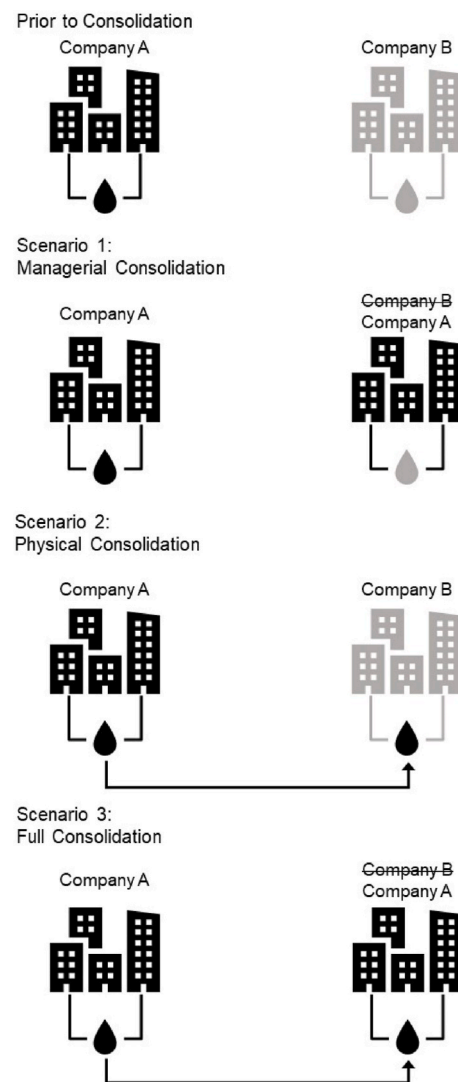 Prior to Consolidation
Company A
Company B
Scenario 1:
Managerial Consolidation
Company A
Company B
Company A
Scenario 2:
Physical Consolidation
Company A
Company B
Scenario 3:
Full Consolidation
Company A
Company B
Company A